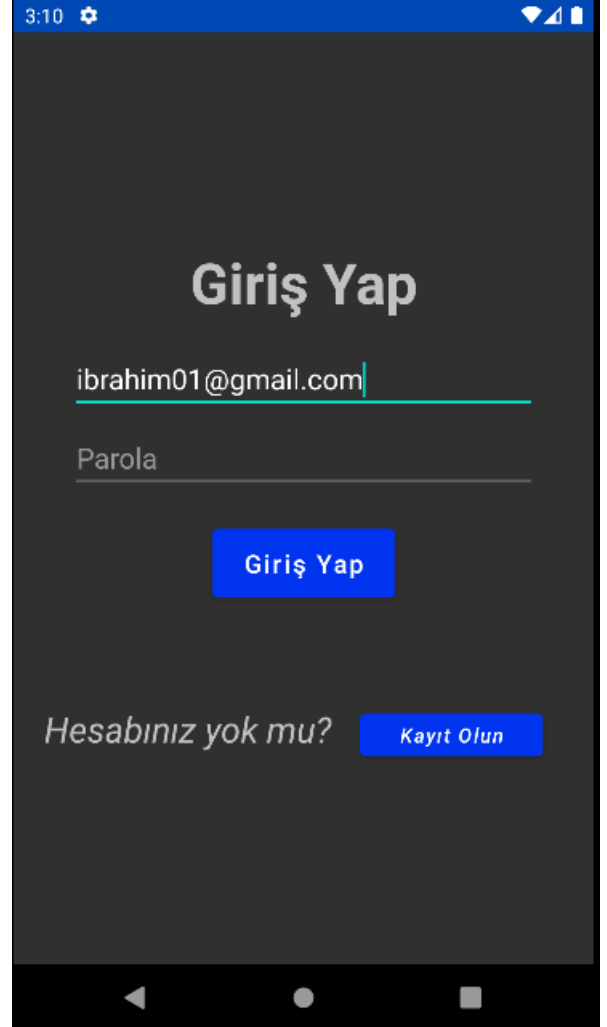 3:10
Giriş Yap
ibrahim01@gmail.com
Parola
Giriş Yap
Hesabınız yok mu? Kayıt Olun